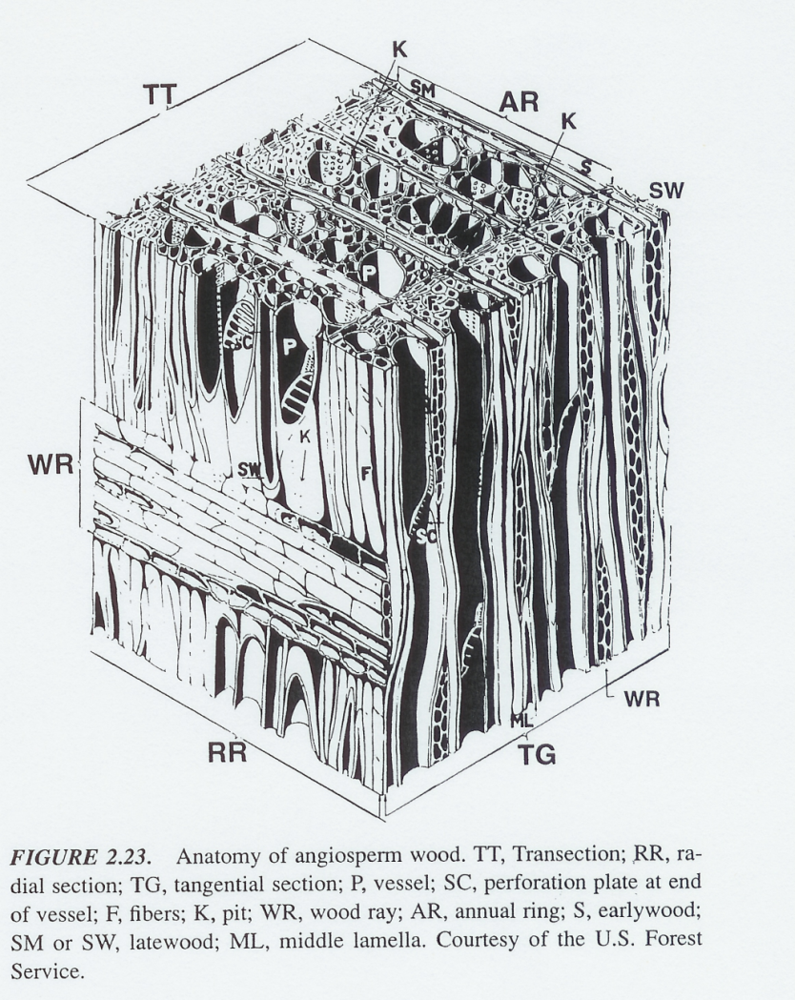 K
TT
SM
AR
K
S
SW
P
F
SC
P
K
WR
SW
F
SC
WR
ML
RR
TG
FIGURE 2.23. Anatomy of angiosperm wood. TT, Transection; RR, ra-
dial section; TG, tangential section; P, vessel; SC, perforation plate at end
of vessel; F, fibers; K, pit; WR, wood ray; AR, annual ring; S, earlywood;
SM or SW, latewood; ML, middle lamella. Courtesy of the U.S. Forest
Service.